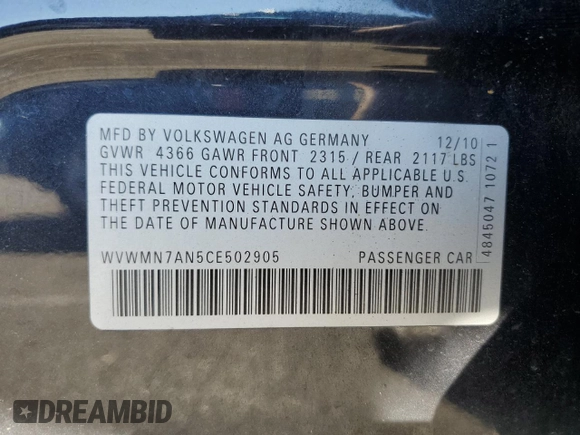 MFD BY VOLKSWAGEN AG GERMANY 12/10
GVWR 4366 GAWR FRONT 2315 / REAR 2117 LBS
THIS VEHICLE CONFORMS TO ALL APPLICABLE U.S.
FEDERAL MOTOR VEHICLE SAFETY, BUMPER AND
THEFT PREVENTION STANDARDS IN EFFECT ON
THE DATE OF MANUFACTURE SHOWN ABOVE.
WVWMN7AN5CE502905 PASSENGER CAR
4845047 1072 1
DREAMBID